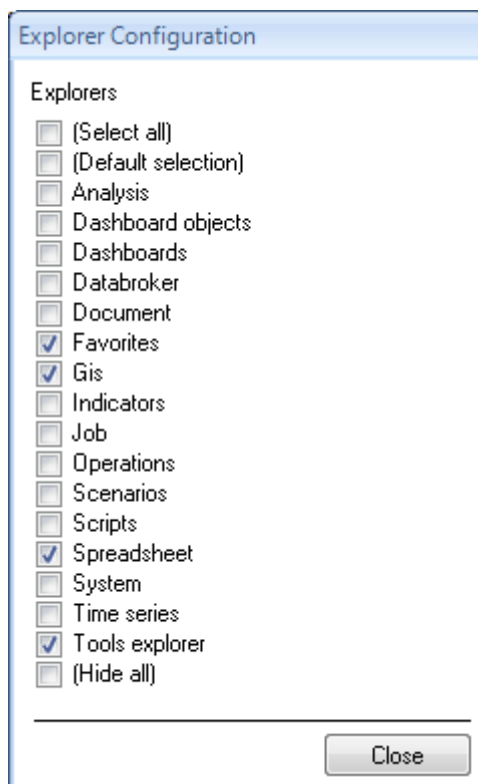 Explorer Configuration
Explorers
(Select all)
(Default selection)
Analysis
Dashboard objects
Dashboards
Databroker
Document
Favorites
Gis
Indicators
Job
Operations
Scenarios
Scripts
Spreadsheet
System
Time series
Tools explorer
(Hide all)
Close